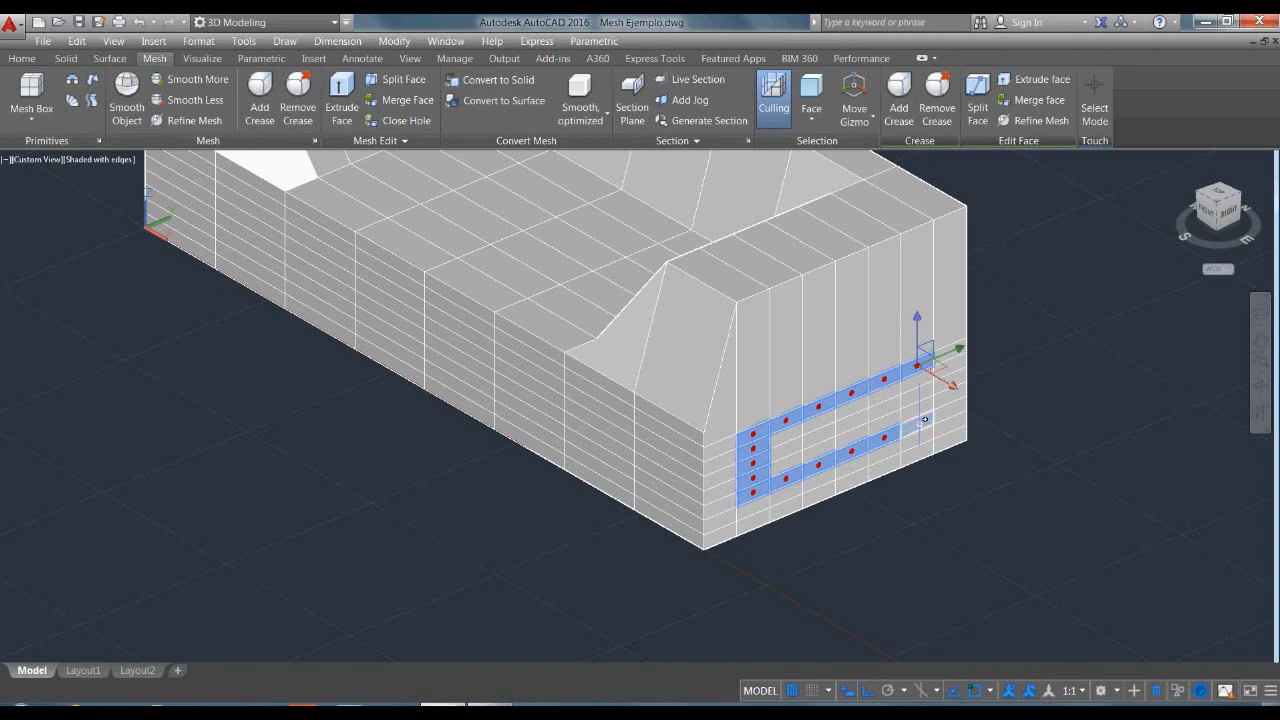 3D Modeling
Autodesk AutoCAD 2016 Mesh Ejemplo.dwg
Type a keyword or phrase
Sign In
File Edit View Insert Format Tools Draw Dimension Modify Window Help Express Parametric
Home Solid Surface Mesh Visualize Parametric Insert Annotate View Manage Output Add-ins A360 Express Tools Featured Apps BIM 360 Performance
Mesh Box
Smooth Object
Smooth More
Smooth Less
Refine Mesh
Add Crease
Remove Crease
Extrude Face
Split Face
Merge Face
Close Hole
Convert to Solid
Convert to Surface
Smooth, optimized
Section Plane
Live Section
Add Jog
Generate Section
Culling
Face
Move Gizmo
Add Crease
Remove Crease
Split Face
Extrude face
Merge face
Refine Mesh
Select Mode
Primitives Mesh Mesh Edit Convert Mesh Section Selection Crease Edit Face Touch
[−][Custom View][Shaded with edges]
TOP
FRONT
RIGHT
S
E
N
WCS
Z
Model Layout1 Layout2 +
MODEL
1:1